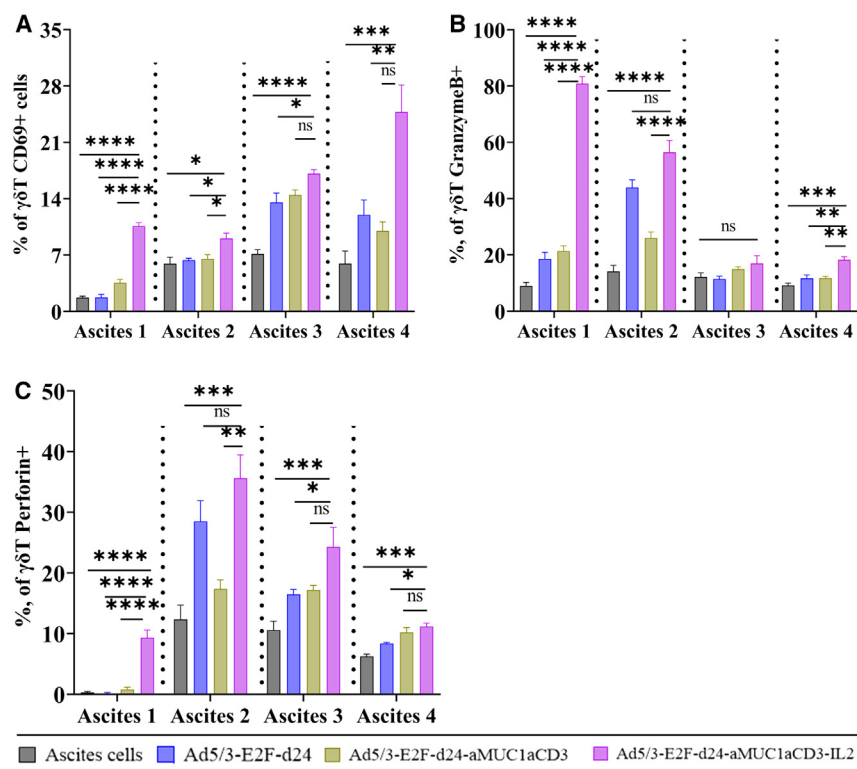 A
% of γδT CD69+ cells
35
28
21
14
7
0
****
****
****
*
*
*
****
*
ns
***
**
ns
Ascites 1 Ascites 2 Ascites 3 Ascites 4
B
%, of γδT GranzymeB+
100
80
60
40
20
0
****
****
****
****
ns
****
ns
***
**
**
Ascites 1 Ascites 2 Ascites 3 Ascites 4
C
%, of γδT Perforin+
50
40
30
20
10
0
****
****
****
***
ns
**
***
*
ns
***
*
ns
Ascites 1 Ascites 2 Ascites 3 Ascites 4
Ascites cells Ad5/3-E2F-d24 Ad5/3-E2F-d24-aMUC1aCD3 Ad5/3-E2F-d24-aMUC1aCD3-IL2